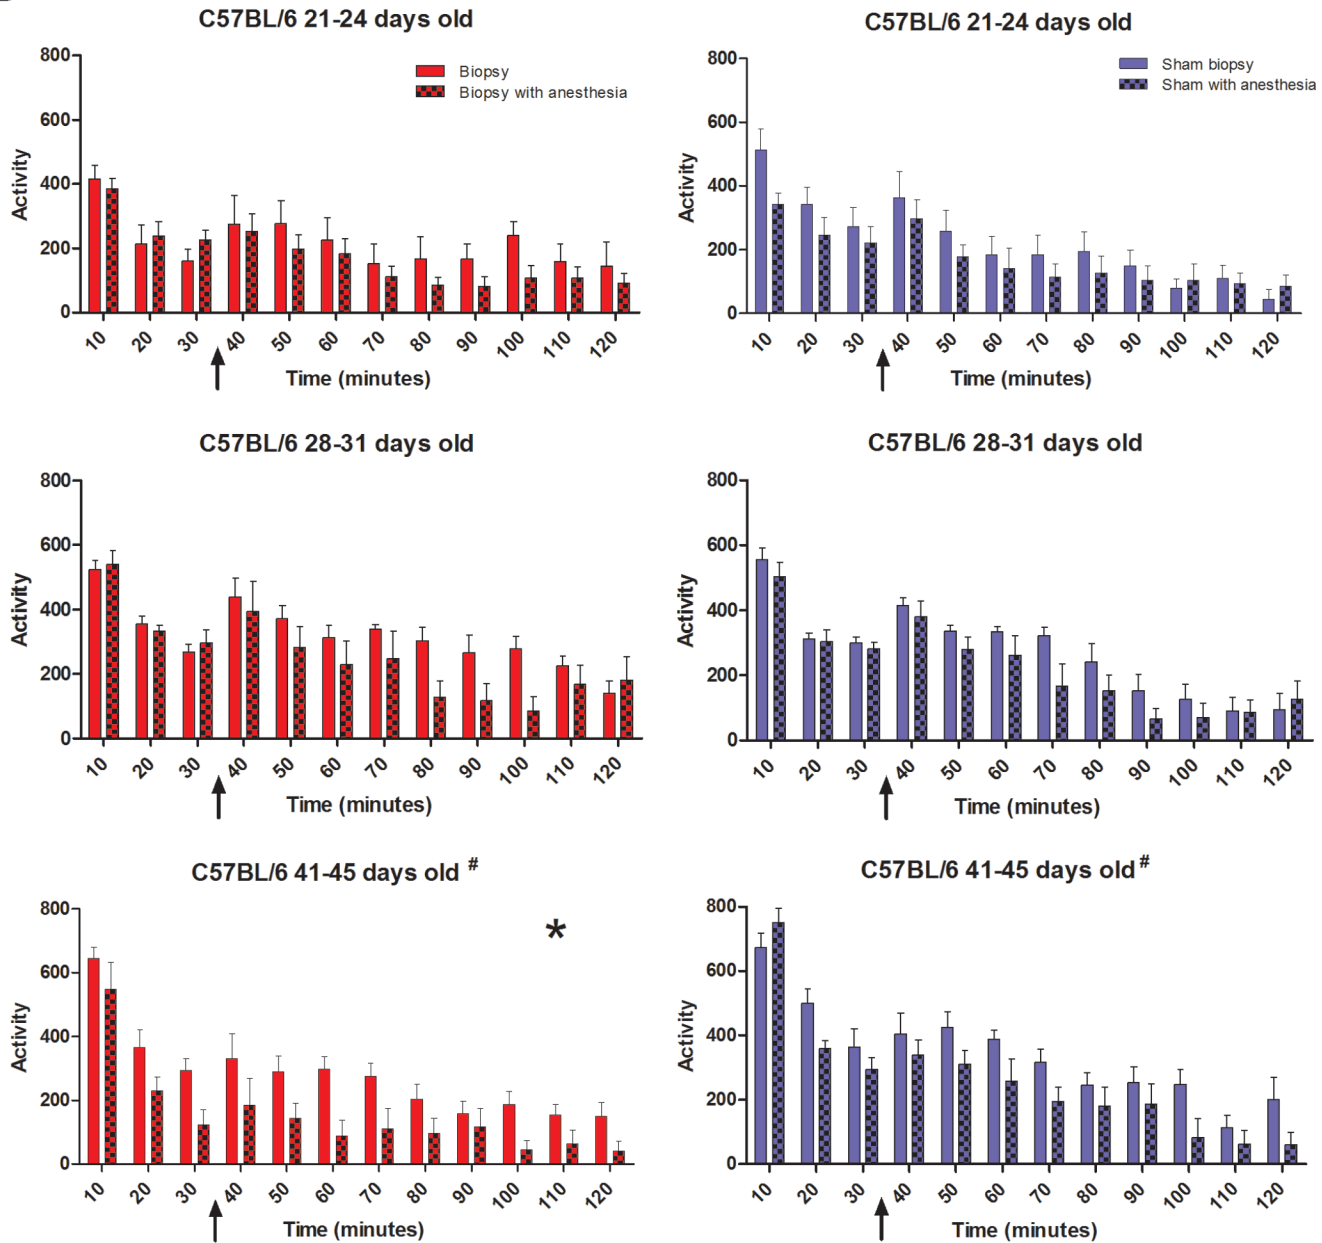 C57BL/6 21-24 days old
800
600
400
200
0
Activity
Biopsy
Biopsy with anesthesia
10 20 30 40 50 60 70 80 90 100 110 120
Time (minutes)
C57BL/6 21-24 days old
800
600
400
200
0
Activity
Sham biopsy
Sham with anesthesia
10 20 30 40 50 60 70 80 90 100 110 120
Time (minutes)
C57BL/6 28-31 days old
800
600
400
200
0
Activity
10 20 30 40 50 60 70 80 90 100 110 120
Time (minutes)
C57BL/6 28-31 days old
800
600
400
200
0
Activity
10 20 30 40 50 60 70 80 90 100 110 120
Time (minutes)
C57BL/6 41-45 days old #
800
600
400
200
0
Activity
*
10 20 30 40 50 60 70 80 90 100 110 120
Time (minutes)
C57BL/6 41-45 days old #
800
600
400
200
0
Activity
10 20 30 40 50 60 70 80 90 100 110 120
Time (minutes)